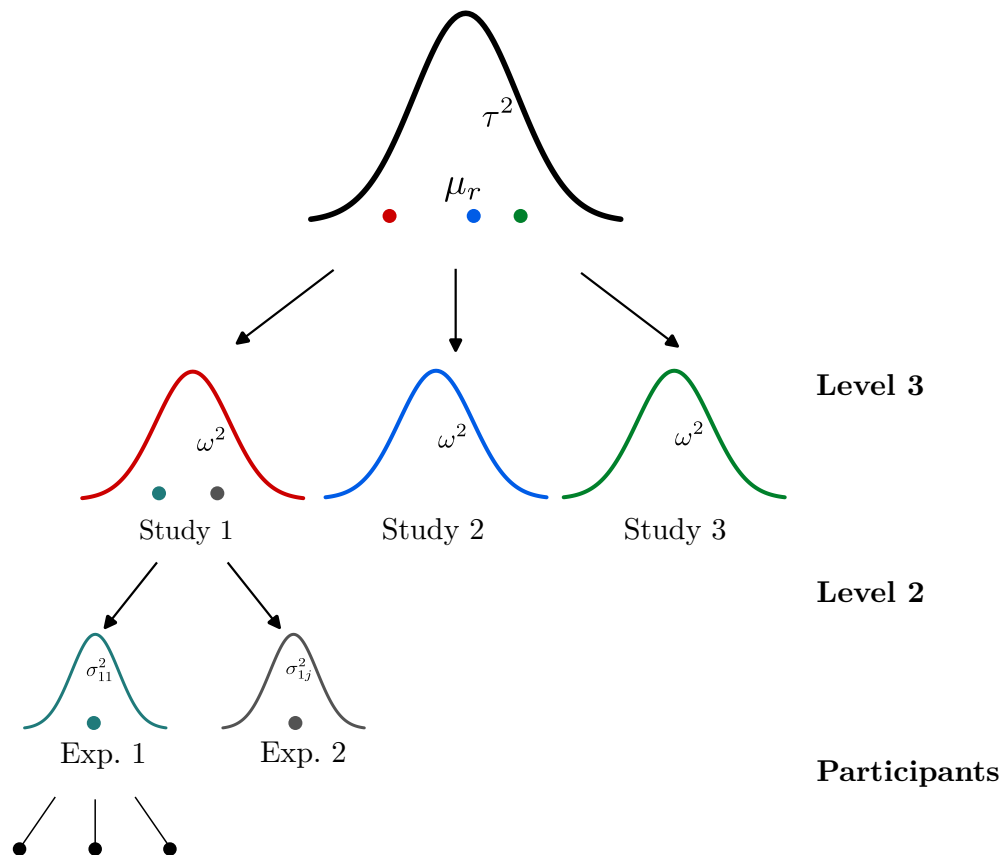 τ²
μᵣ
Level 3
ω²
ω²
ω²
Study 1
Study 2
Study 3
Level 2
σ²₁₁
σ²₁ⱼ
Exp. 1
Exp. 2
Participants